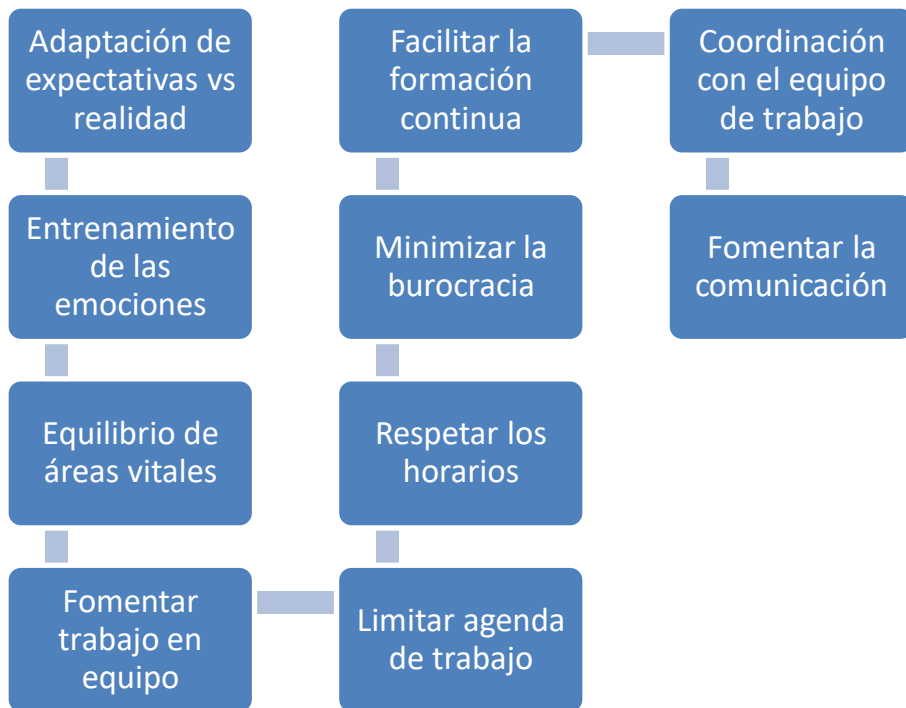 Adaptación de
expectativas vs
realidad
Entrenamiento
de las
emociones
Equilibrio de
áreas vitales
Fomentar
trabajo en
equipo
Limitar agenda
de trabajo
Respetar los
horarios
Minimizar la
burocracia
Facilitar la
formación
continua
Coordinación
con el equipo
de trabajo
Fomentar la
comunicación